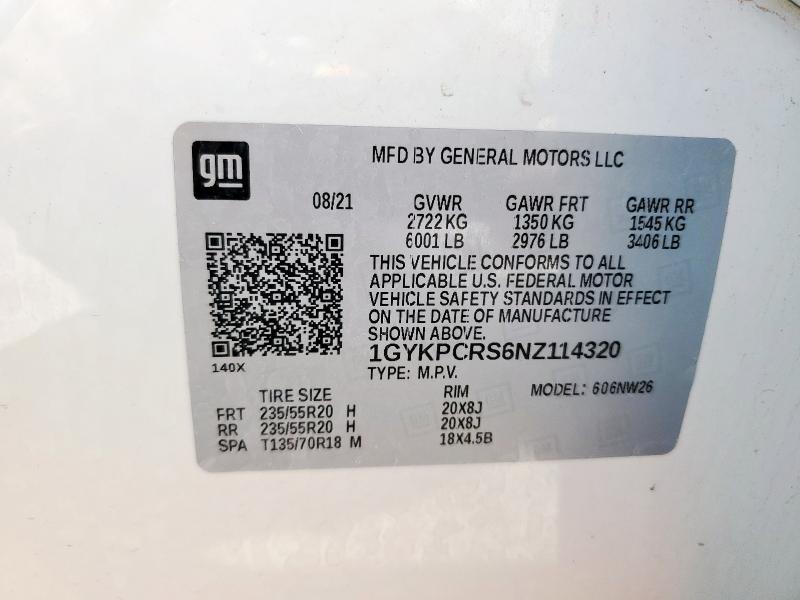 gm
MFD BY GENERAL MOTORS LLC
08/21 GVWR GAWR FRT GAWR RR
2722 KG 1350 KG 1545 KG
6001 LB 2976 LB 3406 LB
THIS VEHICLE CONFORMS TO ALL
APPLICABLE U.S. FEDERAL MOTOR
VEHICLE SAFETY STANDARDS IN EFFECT
ON THE DATE OF MANUFACTURE
SHOWN ABOVE.
1GYKPCRS6NZ114320
140X
TYPE: M.P.V. MODEL: 606NW26
TIRE SIZE RIM
FRT 235/55R20 H 20X8J
RR 235/55R20 H 20X8J
SPA T135/70R18 M 18X4.5B